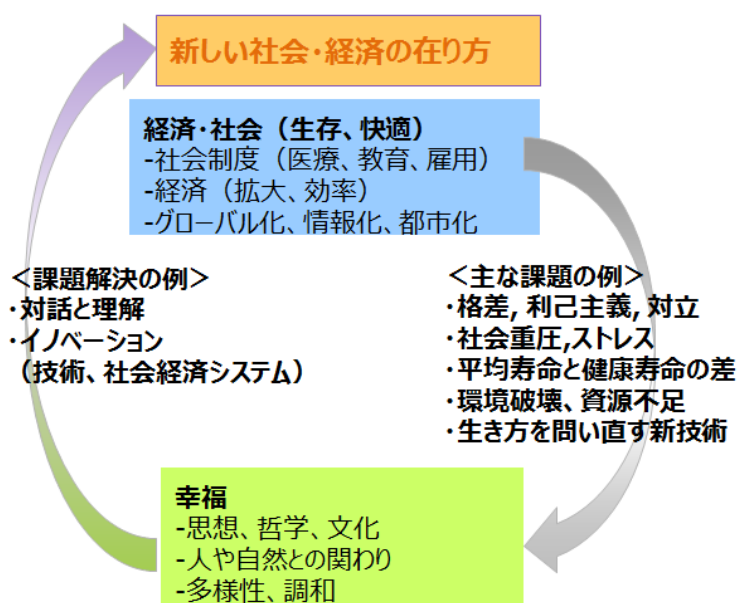 新しい社会・経済の在り方
経済・社会（生存、快適）
-社会制度（医療、教育、雇用）
-経済（拡大、効率）
-グローバル化、情報化、都市化
＜課題解決の例＞
・対話と理解
・イノベーション
（技術、社会経済システム）
＜主な課題の例＞
・格差, 利己主義, 対立
・社会重圧,ストレス
・平均寿命と健康寿命の差
・環境破壊、資源不足
・生き方を問い直す新技術
幸福
-思想、哲学、文化
-人や自然との関わり
-多様性、調和